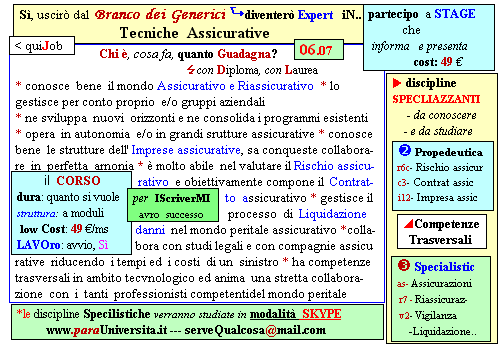 Sì, uscirò dal Branco dei Generici diventerò Expert iN..
Tecniche Assicurative
partecipo a STAGE
che
informa e presenta
cost: 49 €
< quiJob
Chi è, cosa fa, quanto Guadagna?
06.07
con Diploma, con Laurea
* conosce bene il mondo Assicurativo e Riassicurativo * lo
gestisce per conto proprio e/o gruppi aziendali
* ne sviluppa nuovi orizzonti e ne consolida i programmi esistenti
* opera in autonomia e/o in grandi srutture assicurative * conosce
bene le strutture dell' Imprese assicurative, sa conqueste collabora-
re in perfetta armonia * è molto abile nel valutare il Rischio assicu-
rativo e obiettivamente compone il Contrat-
to assicurativo * gestisce il
processo di Liquidazione
danni nel mondo peritale assicurativo *colla-
bora con studi legali e con compagnie assicu
rative riducendo i tempi ed i costi di un sinistro * ha competenze
trasversali in ambito tecvnologico ed anima una stretta collabora-
zione con i tanti professionisti competentidel mondo peritale
il CORSO
dura: quanto si vuole
struttura: a moduli
low Cost: 49 €/ms
LAVOro: avvio, Sì
per IScriverMI
avro successo
discipline
SPECLIAZZANTI
- da conoscere
- e da studiare
2 Propedeutica
r6c- Rischio assicur
c3- Contrat assic
i12- Impresa assic
Competenze
Trasversali
3 Specialistic
as- Assicurazioni
r7- Riassicuraz-
v2- Vigilanza
-Liquidazione..
*le discipline Specilistiche verranno studiate in modalità SKYPE
www.paraUniversita.it --- serveQualcosa@mail.com